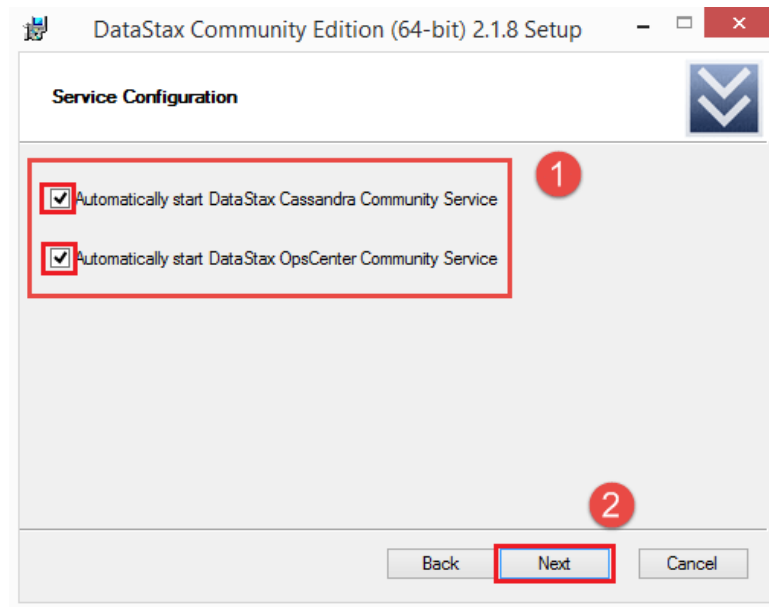 DataStax Community Edition (64-bit) 2.1.8 Setup
Service Configuration
1
Automatically start DataStax Cassandra Community Service
Automatically start DataStax OpsCenter Community Service
2
Back
Next
Cancel